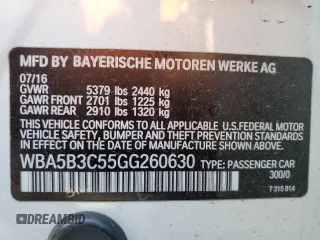 MFD BY BAYERISCHE MOTOREN WERKE AG
07/16
GVWR 5379 lbs 2440 kg
GAWR FRONT 2701 lbs 1225 kg
GAWR REAR 2910 lbs 1320 kg
THIS VEHICLE CONFORMS TO ALL APPLICABLE FEDERAL MOTOR VEHICLE
SAFETY, BUMPER AND THEFT PREVENTION STANDARDS IN
EFFECT ON THE DATE OF MANUFACTURE SHOWN ABOVE.
WBA5B3C55GG260630 TYPE: PASSENGER CAR
300/0
7 315 814